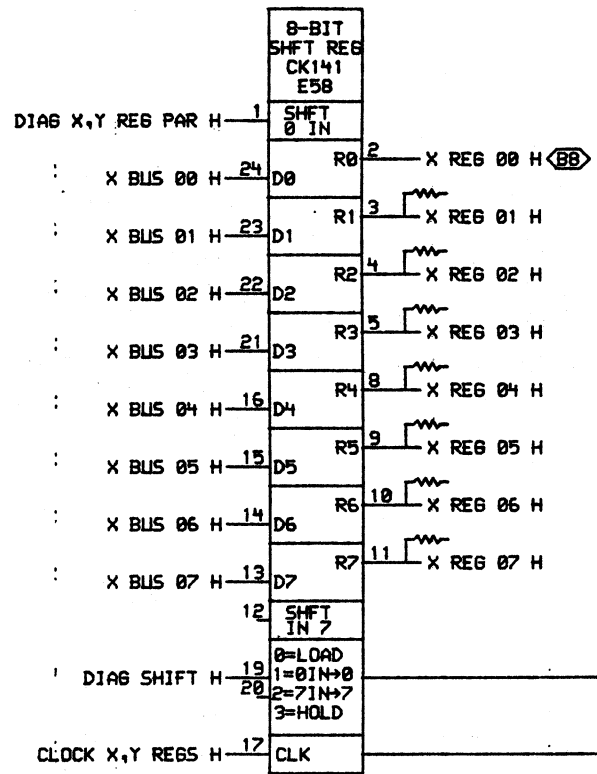 8-BIT
SHFT REG
CK141
E58
DIAG X,Y REG PAR H 1 SHFT
0 IN
R0 2 X REG 00 H B8
X BUS 00 H 24 D0
R1 3 X REG 01 H
X BUS 01 H 23 D1
R2 4 X REG 02 H
X BUS 02 H 22 D2
R3 5 X REG 03 H
X BUS 03 H 21 D3
R4 8 X REG 04 H
X BUS 04 H 16 D4
R5 9 X REG 05 H
X BUS 05 H 15 D5
R6 10 X REG 06 H
X BUS 06 H 14 D6
R7 11 X REG 07 H
X BUS 07 H 13 D7
12 SHFT
IN 7
0=LOAD
DIAG SHIFT H 19 1=0IN→0
20 2=7IN→7
3=HOLD
CLOCK X,Y REGS H 17 CLK